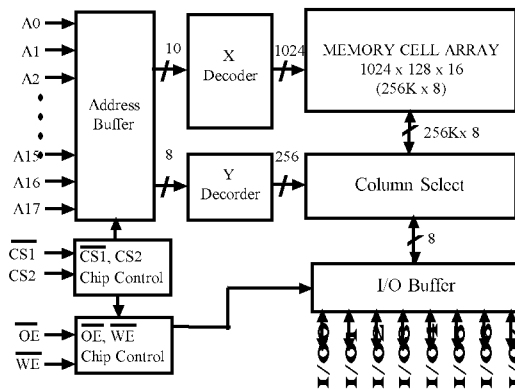 A0
A1
A2
A15
A16
A17
Address
Buffer
10
X
Decoder
1024
MEMORY CELL ARRAY
1024 x 128 x 16
(256K x 8)
8
Y
Decorder
256
256Kx 8
Column Select
8
CS1
CS2
CS1, CS2
Chip Control
I/O Buffer
OE
WE
OE, WE
Chip Control